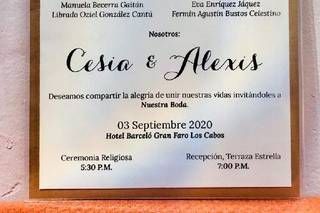 Manuela Becerra Gaitán
Eva Enríquez Jáquez
Librado Oziel González Cantú
Fermín Agustín Bustos Celestino
Nosotros:
Cesia & Alexis
Deseamos compartir la alegría de unir nuestras vidas invitándoles a
Nuestra Boda.
03 Septiembre 2020
Hotel Barceló Gran Faro Los Cabos
Ceremonia Religiosa
5:30 P.M.
Recepción, Terraza Estrella
7:00 P.M.